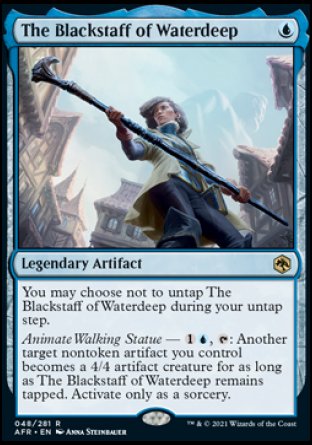 The Blackstaff of Waterdeep
Legendary Artifact
You may choose not to untap The
Blackstaff of Waterdeep during your untap
step.
Animate Walking Statue — 1, : Another
target nontoken artifact you control
becomes a 4/4 artifact creature for as long
as The Blackstaff of Waterdeep remains
tapped. Activate only as a sorcery.
048/281 R
AFR • EN Anna Steinbauer
™ & © 2021 Wizards of the Coast